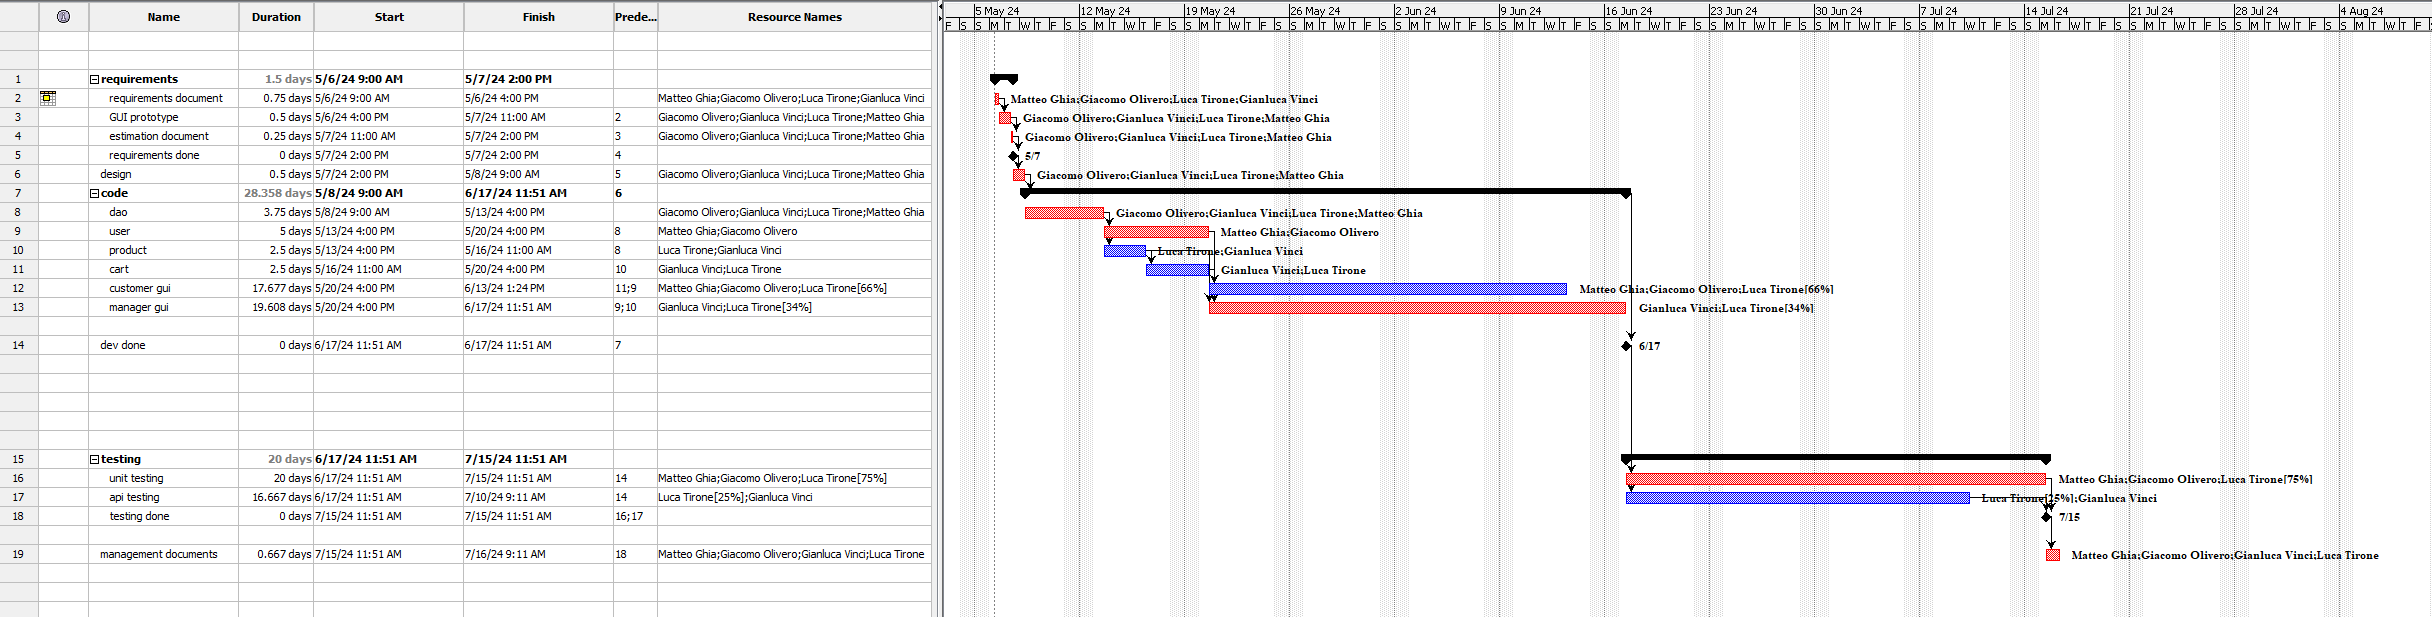 Name Duration Start Finish Prede... Resource Names
5 May 24 12 May 24 19 May 24 26 May 24 2 Jun 24 9 Jun 24 16 Jun 24 23 Jun 24 30 Jun 24 7 Jul 24 14 Jul 24 21 Jul 24 28 Jul 24 4 Aug 24
F S S M T W T F S S M T W T F S S M T W T F S S M T W T F S S M T W T F S S M T W T F S S M T W T F S S M T W T F S S M T W T F S S M T W T F S S M T W T F S S M T W T F S S M T W T F S S M T W T F S
1 requirements 1.5 days 5/6/24 9:00 AM 5/7/24 2:00 PM
2 requirements document 0.75 days 5/6/24 9:00 AM 5/6/24 4:00 PM Matteo Ghia;Giacomo Olivero;Luca Tirone;Gianluca Vinci Matteo Ghia;Giacomo Olivero;Luca Tirone;Gianluca Vinci
3 GUI prototype 0.5 days 5/6/24 4:00 PM 5/7/24 11:00 AM 2 Giacomo Olivero;Gianluca Vinci;Luca Tirone;Matteo Ghia Giacomo Olivero;Gianluca Vinci;Luca Tirone;Matteo Ghia
4 estimation document 0.25 days 5/7/24 11:00 AM 5/7/24 2:00 PM 3 Giacomo Olivero;Gianluca Vinci;Luca Tirone;Matteo Ghia Giacomo Olivero;Gianluca Vinci;Luca Tirone;Matteo Ghia
5 requirements done 0 days 5/7/24 2:00 PM 5/7/24 2:00 PM 4 5/7
6 design 0.5 days 5/7/24 2:00 PM 5/8/24 9:00 AM 5 Giacomo Olivero;Gianluca Vinci;Luca Tirone;Matteo Ghia Giacomo Olivero;Gianluca Vinci;Luca Tirone;Matteo Ghia
7 code 28.358 days 5/8/24 9:00 AM 6/17/24 11:51 AM 6
8 dao 3.75 days 5/8/24 9:00 AM 5/13/24 4:00 PM Giacomo Olivero;Gianluca Vinci;Luca Tirone;Matteo Ghia Giacomo Olivero;Gianluca Vinci;Luca Tirone;Matteo Ghia
9 user 5 days 5/13/24 4:00 PM 5/20/24 4:00 PM 8 Matteo Ghia;Giacomo Olivero Matteo Ghia;Giacomo Olivero
10 product 2.5 days 5/13/24 4:00 PM 5/16/24 11:00 AM 8 Luca Tirone;Gianluca Vinci Luca Tirone;Gianluca Vinci
11 cart 2.5 days 5/16/24 11:00 AM 5/20/24 4:00 PM 10 Gianluca Vinci;Luca Tirone Gianluca Vinci;Luca Tirone
12 customer gui 17.677 days 5/20/24 4:00 PM 6/13/24 1:24 PM 11;9 Matteo Ghia;Giacomo Olivero;Luca Tirone[66%] Matteo Ghia;Giacomo Olivero;Luca Tirone[66%]
13 manager gui 19.608 days 5/20/24 4:00 PM 6/17/24 11:51 AM 9;10 Gianluca Vinci;Luca Tirone[34%] Gianluca Vinci;Luca Tirone[34%]
14 dev done 0 days 6/17/24 11:51 AM 6/17/24 11:51 AM 7 6/17
15 testing 20 days 6/17/24 11:51 AM 7/15/24 11:51 AM
16 unit testing 20 days 6/17/24 11:51 AM 7/15/24 11:51 AM 14 Matteo Ghia;Giacomo Olivero;Luca Tirone[75%] Matteo Ghia;Giacomo Olivero;Luca Tirone[75%]
17 api testing 16.667 days 6/17/24 11:51 AM 7/10/24 9:11 AM 14 Luca Tirone[25%];Gianluca Vinci Luca Tirone[25%];Gianluca Vinci
18 testing done 0 days 7/15/24 11:51 AM 7/15/24 11:51 AM 16;17 7/15
19 management documents 0.667 days 7/15/24 11:51 AM 7/16/24 9:11 AM 18 Matteo Ghia;Giacomo Olivero;Gianluca Vinci;Luca Tirone Matteo Ghia;Giacomo Olivero;Gianluca Vinci;Luca Tirone